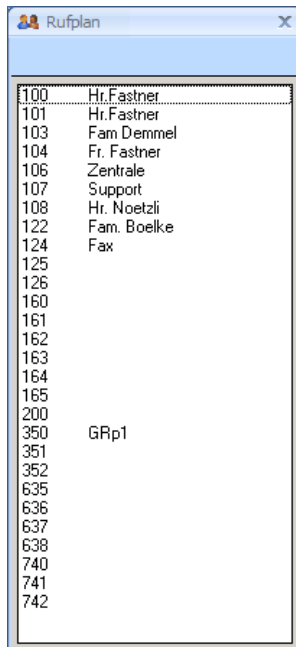 Rufplan
100 Hr.Fastner
101 Hr.Fastner
103 Fam Demmel
104 Fr. Fastner
106 Zentrale
107 Support
108 Hr. Noetzli
122 Fam. Boelke
124 Fax
125
126
160
161
162
163
164
165
200
350 GRp1
351
352
635
636
637
638
740
741
742